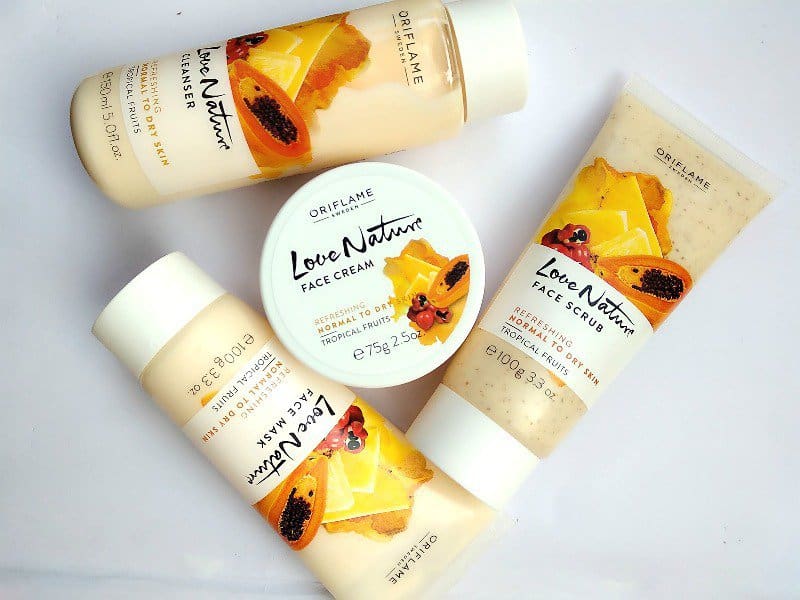 ORIFLAME
SWEDEN
Love Nature
CLEANSER
REFRESHING
NORMAL TO DRY SKIN
TROPICAL FRUITS
℮150ml 5.0fl.oz.
ORIFLAME
SWEDEN
Love Nature
FACE CREAM
REFRESHING
NORMAL TO DRY SKIN
TROPICAL FRUITS
℮75g 2.5oz
ORIFLAME
SWEDEN
Love Nature
FACE SCRUB
REFRESHING
NORMAL TO DRY SKIN
TROPICAL FRUITS
℮100g 3.3 oz.
ORIFLAME
SWEDEN
Love Nature
FACE MASK
REFRESHING
NORMAL TO DRY SKIN
TROPICAL FRUITS
℮100g 3.3 oz.